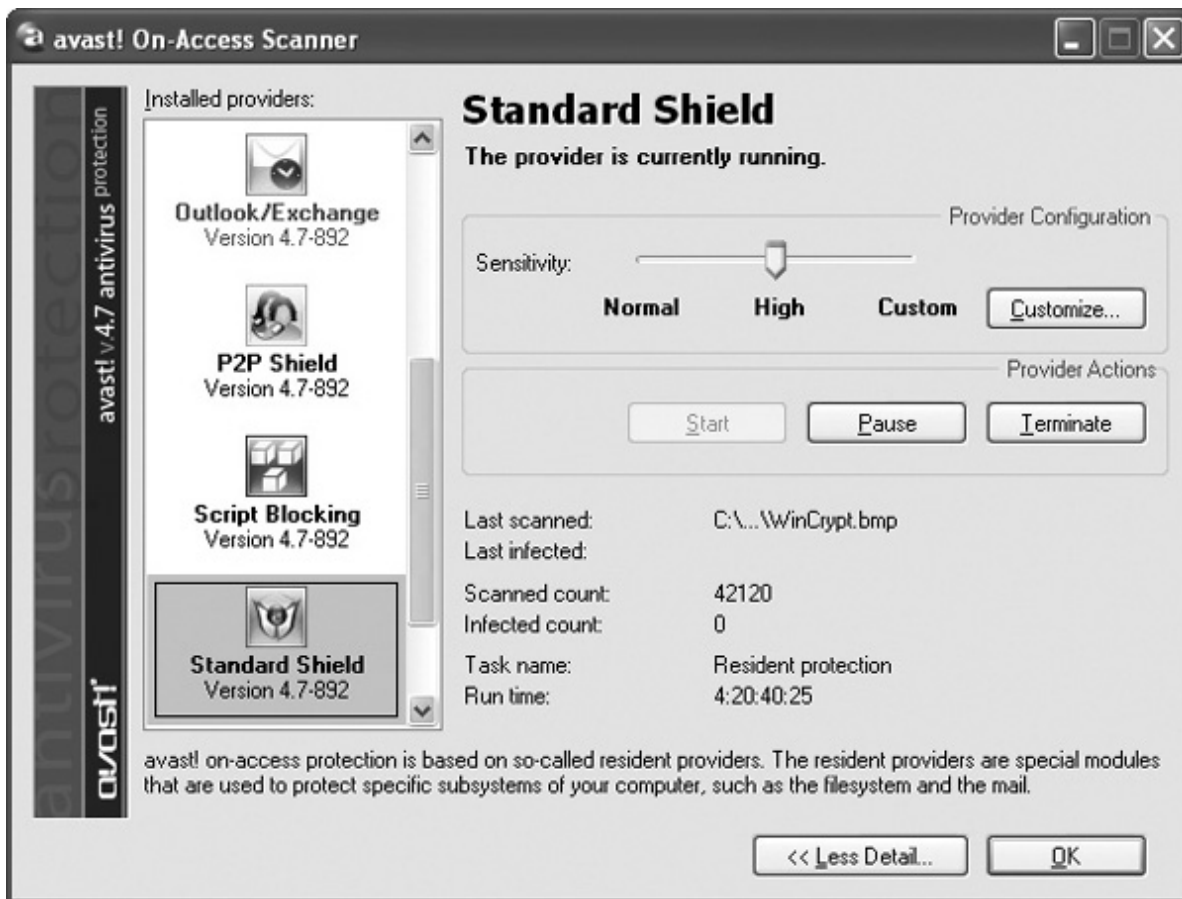 avast! On-Access Scanner
antivirusprotection
avast! v.4.7 antivirus protection
avast!
Installed providers:
Outlook/Exchange
Version 4.7-892
P2P Shield
Version 4.7-892
Script Blocking
Version 4.7-892
Standard Shield
Version 4.7-892
Standard Shield
The provider is currently running.
Provider Configuration
Sensitivity:
Normal High Custom
Customize...
Provider Actions
Start Pause Terminate
Last scanned: C:\...\WinCrypt.bmp
Last infected:
Scanned count: 42120
Infected count: 0
Task name: Resident protection
Run time: 4:20:40:25
avast! on-access protection is based on so-called resident providers. The resident providers are special modules
that are used to protect specific subsystems of your computer, such as the filesystem and the mail.
<< Less Detail... OK